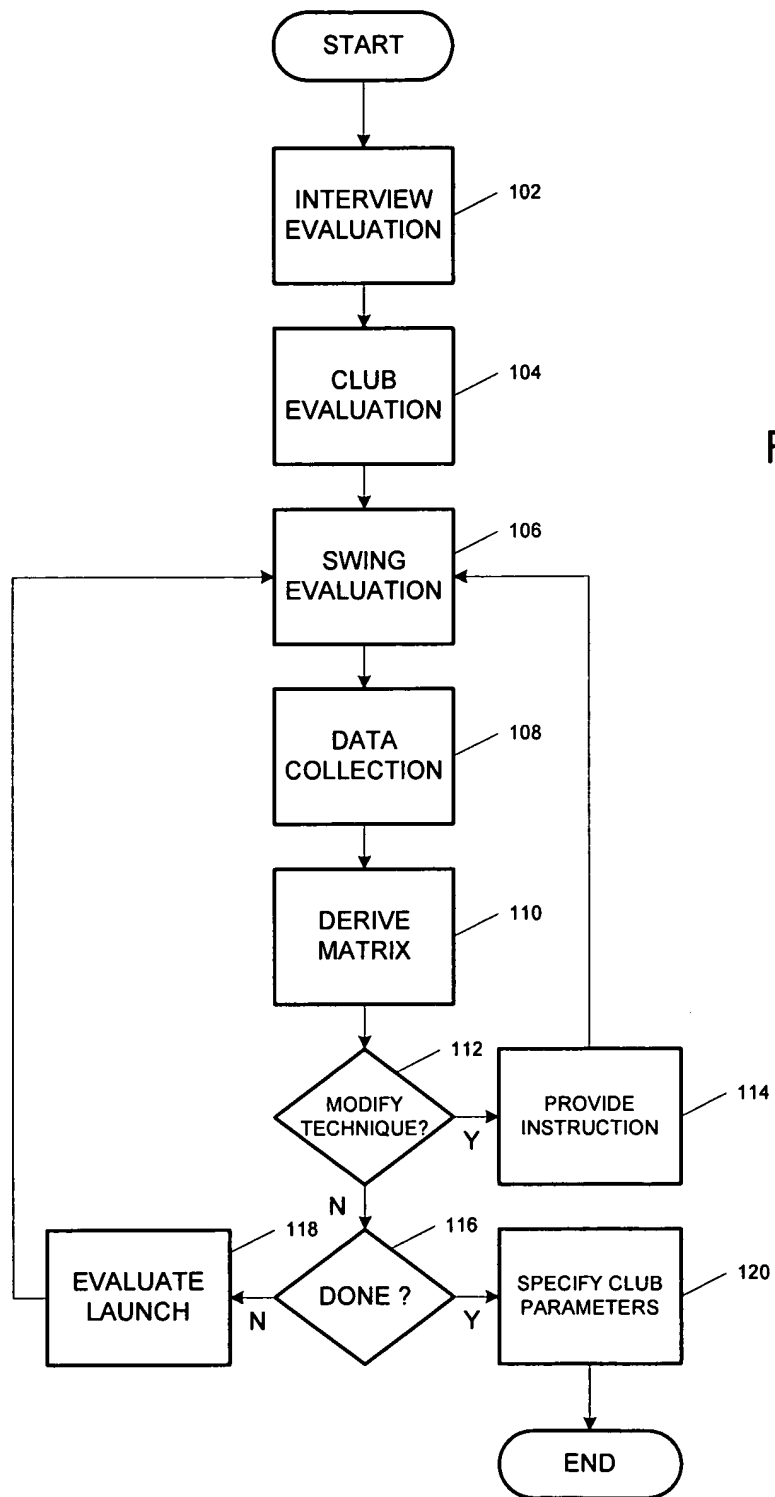 START
INTERVIEW
EVALUATION
102
CLUB
EVALUATION
104
F
SWING
EVALUATION
106
DATA
COLLECTION
108
DERIVE
MATRIX
110
MODIFY
TECHNIQUE?
112
Y
PROVIDE
INSTRUCTION
114
N
EVALUATE
LAUNCH
118
N
DONE ?
116
Y
SPECIFY CLUB
PARAMETERS
120
END